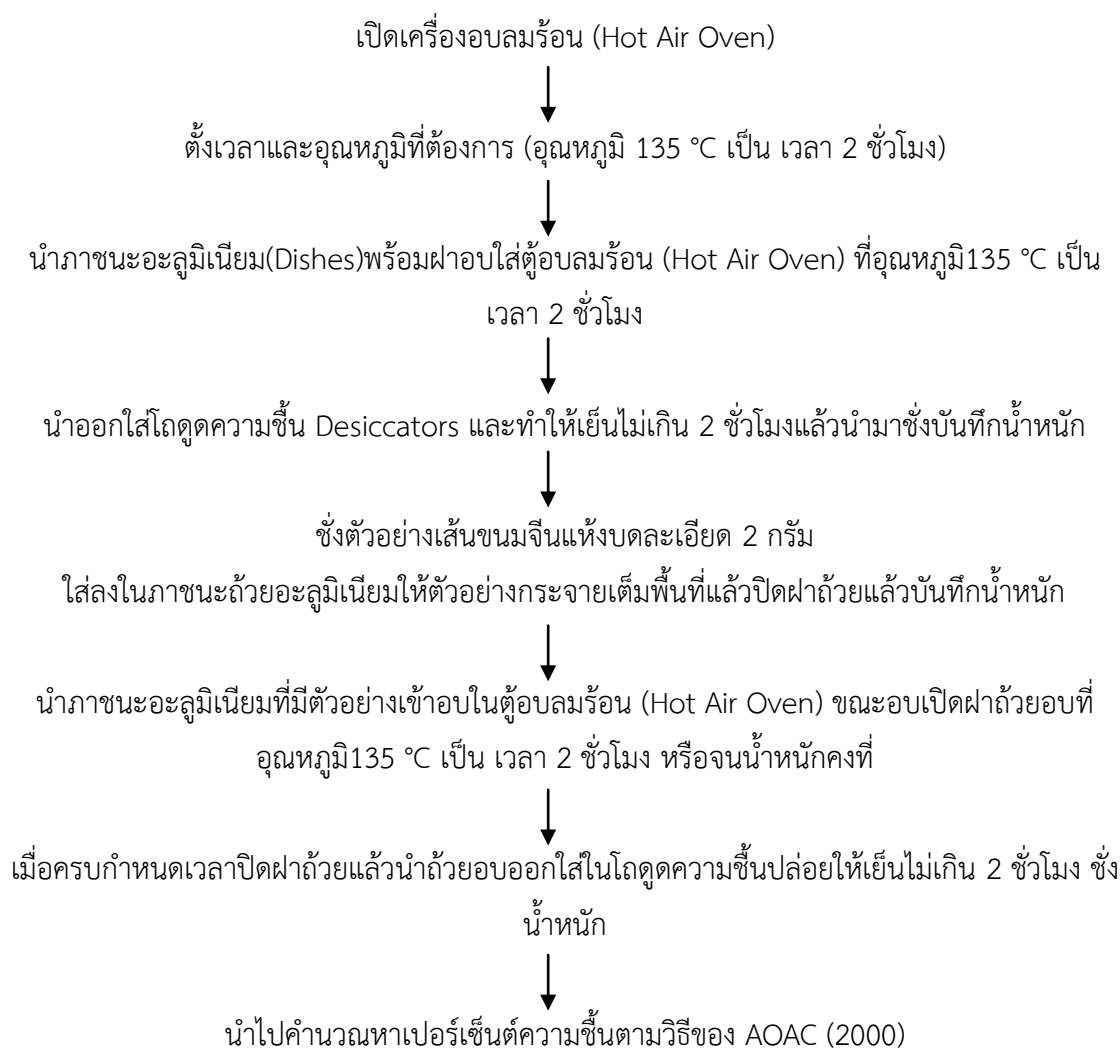 เปิดเครื่องอบลมร้อน (Hot Air Oven)
ตั้งเวลาและอุณหภูมิที่ต้องการ (อุณหภูมิ 135 °C เป็น เวลา 2 ชั่วโมง)
นำภาชนะอะลูมิเนียม(Dishes)พร้อมฝาอบใส่ตู้อบลมร้อน (Hot Air Oven) ที่อุณหภูมิ135 °C เป็น
เวลา 2 ชั่วโมง
นำออกใส่โถดูดความชื้น Desiccators และทำให้เย็นไม่เกิน 2 ชั่วโมงแล้วนำมาชั่งบันทึกน้ำหนัก
ชั่งตัวอย่างเส้นขนมจีนแห้งบดละเอียด 2 กรัม
ใส่ลงในภาชนะถ้วยอะลูมิเนียมให้ตัวอย่างกระจายเต็มพื้นที่แล้วปิดฝาถ้วยแล้วบันทึกน้ำหนัก
นำภาชนะอะลูมิเนียมที่มีตัวอย่างเข้าอบในตู้อบลมร้อน (Hot Air Oven) ขณะอบเปิดฝาถ้วยอบที่
อุณหภูมิ135 °C เป็น เวลา 2 ชั่วโมง หรือจนน้ำหนักคงที่
เมื่อครบกำหนดเวลาปิดฝาถ้วยแล้วนำถ้วยอบออกใส่ในโถดูดความชื้นปล่อยให้เย็นไม่เกิน 2 ชั่วโมง ชั่ง
น้ำหนัก
นำไปคำนวณหาเปอร์เซ็นต์ความชื้นตามวิธีของ AOAC (2000)